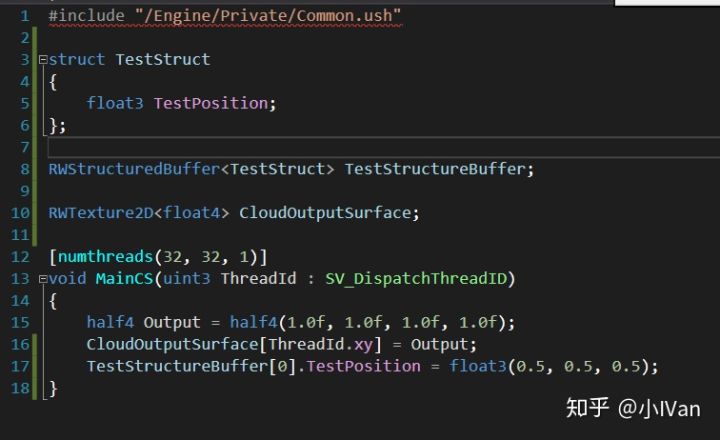 1 #include "/Engine/Private/Common.ush"
2
3 struct TestStruct
4 {
5     float3 TestPosition;
6 };
7
8 RWStructuredBuffer<TestStruct> TestStructureBuffer;
9
10 RWTexture2D<float4> CloudOutputSurface;
11
12 [numthreads(32, 32, 1)]
13 void MainCS(uint3 ThreadId : SV_DispatchThreadID)
14 {
15     half4 Output = half4(1.0f, 1.0f, 1.0f, 1.0f);
16     CloudOutputSurface[ThreadId.xy] = Output;
17     TestStructureBuffer[0].TestPosition = float3(0.5, 0.5, 0.5);
18 }
知乎 @小IVan